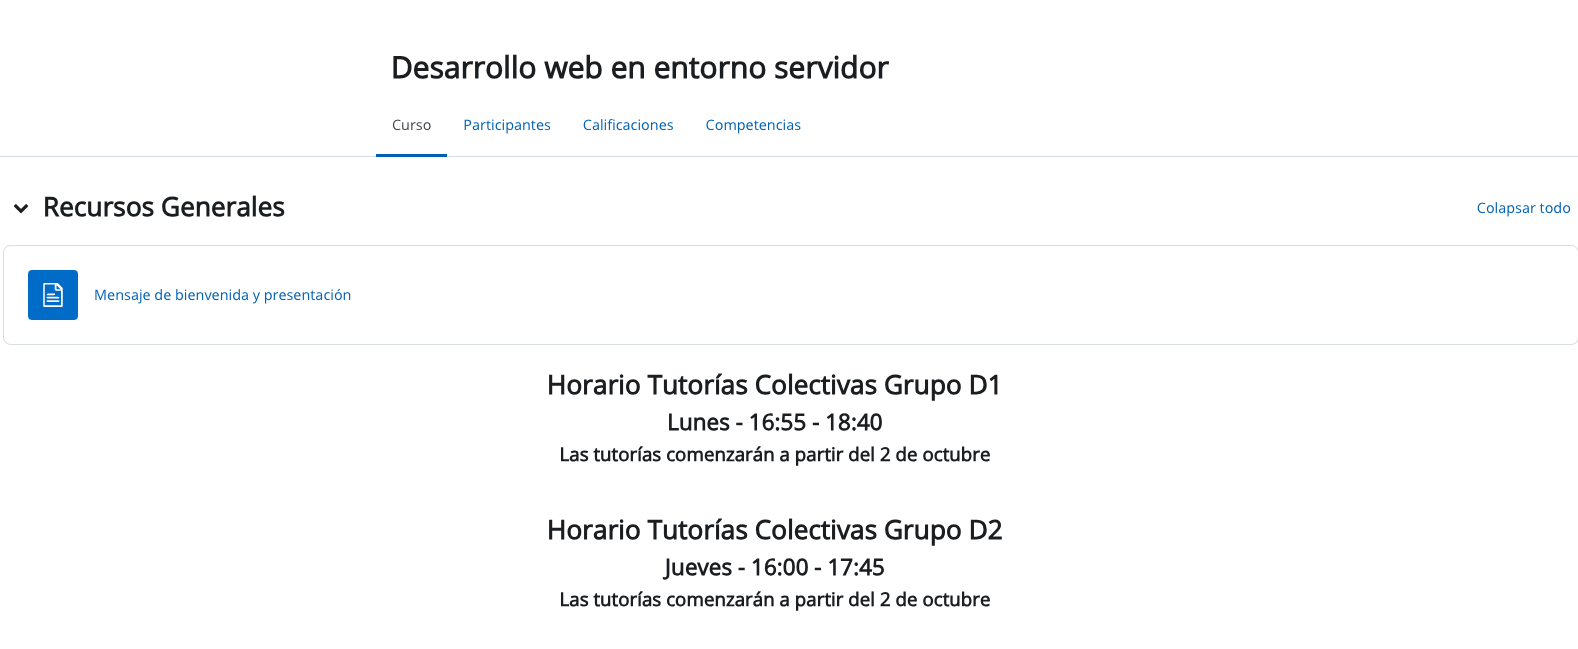 Desarrollo web en entorno servidor
Curso Participantes Calificaciones Competencias
Recursos Generales Colapsar todo
Mensaje de bienvenida y presentación
Horario Tutorías Colectivas Grupo D1
Lunes - 16:55 - 18:40
Las tutorías comenzarán a partir del 2 de octubre
Horario Tutorías Colectivas Grupo D2
Jueves - 16:00 - 17:45
Las tutorías comenzarán a partir del 2 de octubre